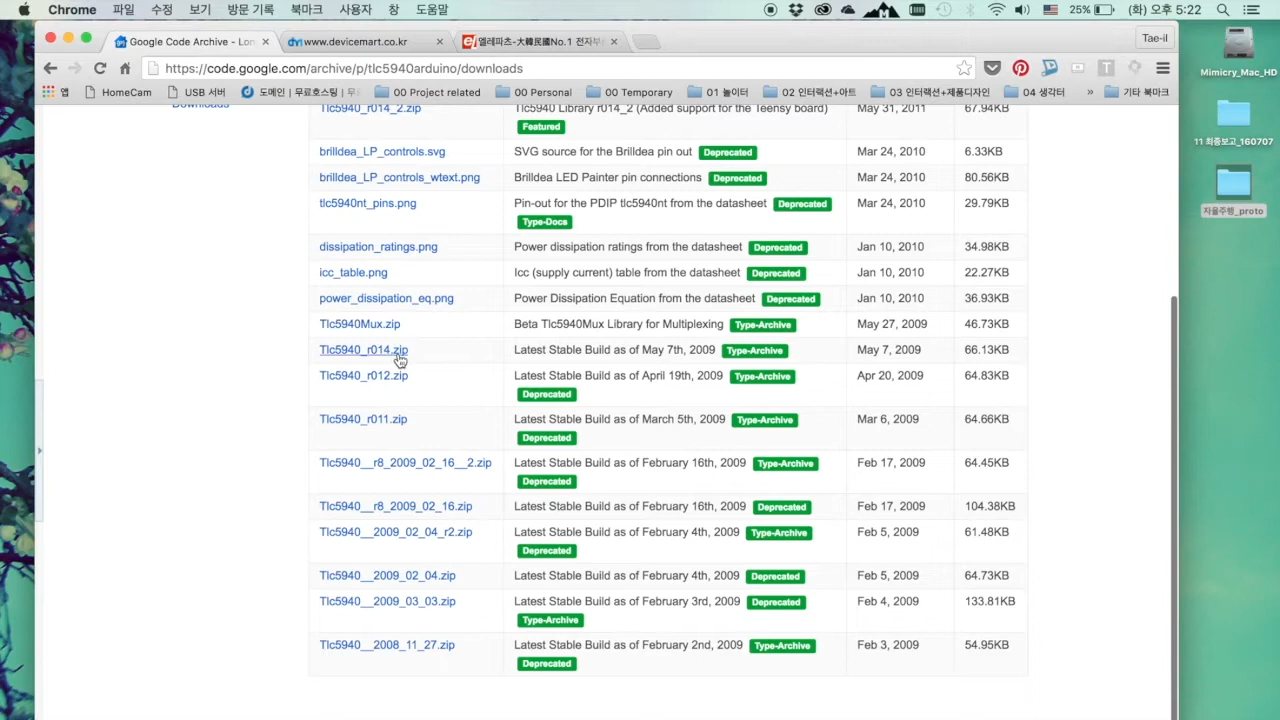 Chrome 파일 수정 보기 방문 기록 북마크 사용자 창 도움말 25% (화) 오후 5:22
Google Code Archive - Lon www.devicemart.co.kr 엘레파츠-大韓民國No.1 전자부 Tae-il
https://code.google.com/archive/p/tlc5940arduino/downloads
앱 HomeCam USB 서버 도메인 | 무료호스팅 | 00 Project related 00 Personal 00 Temporary 01 놀이터 02 인터랙션+아트 03 인터랙션+제품디자인 04 생각터 » 기타 북마크
Mimicry_Mac_HD
11 최종보고_160707
자율주행_proto
Downloads
Tlc5940_r014_2.zip Tlc5940 Library r014_2 (Added support for the Teensy board) May 31, 2011 67.94KB
Featured
brilldea_LP_controls.svg SVG source for the Brilldea pin out Deprecated Mar 24, 2010 6.33KB
brilldea_LP_controls_wtext.png Brilldea LED Painter pin connections Deprecated Mar 24, 2010 80.56KB
tlc5940nt_pins.png Pin-out for the PDIP tlc5940nt from the datasheet Deprecated Mar 24, 2010 29.79KB
Type-Docs
dissipation_ratings.png Power dissipation ratings from the datasheet Deprecated Jan 10, 2010 34.98KB
icc_table.png Icc (supply current) table from the datasheet Deprecated Jan 10, 2010 22.27KB
power_dissipation_eq.png Power Dissipation Equation from the datasheet Deprecated Jan 10, 2010 36.93KB
Tlc5940Mux.zip Beta Tlc5940Mux Library for Multiplexing Type-Archive May 27, 2009 46.73KB
Tlc5940_r014.zip Latest Stable Build as of May 7th, 2009 Type-Archive May 7, 2009 66.13KB
Tlc5940_r012.zip Latest Stable Build as of April 19th, 2009 Type-Archive Apr 20, 2009 64.83KB
Deprecated
Tlc5940_r011.zip Latest Stable Build as of March 5th, 2009 Type-Archive Mar 6, 2009 64.66KB
Deprecated
Tlc5940__r8_2009_02_16__2.zip Latest Stable Build as of February 16th, 2009 Type-Archive Feb 17, 2009 64.45KB
Deprecated
Tlc5940__r8_2009_02_16.zip Latest Stable Build as of February 16th, 2009 Deprecated Feb 17, 2009 104.38KB
Tlc5940__2009_02_04_r2.zip Latest Stable Build as of February 4th, 2009 Type-Archive Feb 5, 2009 61.48KB
Deprecated
Tlc5940__2009_02_04.zip Latest Stable Build as of February 4th, 2009 Deprecated Feb 5, 2009 64.73KB
Tlc5940__2009_03_03.zip Latest Stable Build as of February 3rd, 2009 Deprecated Feb 4, 2009 133.81KB
Type-Archive
Tlc5940__2008_11_27.zip Latest Stable Build as of February 2nd, 2009 Type-Archive Feb 3, 2009 54.95KB
Deprecated